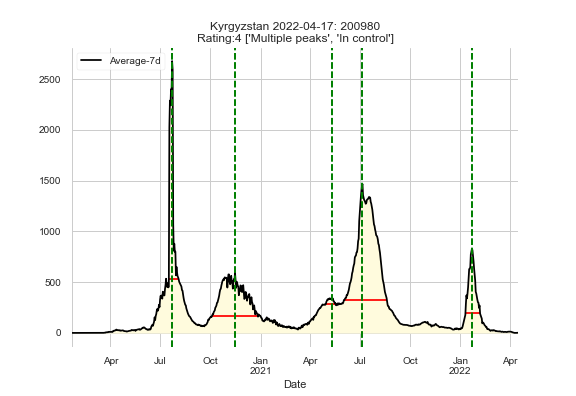 Kyrgyzstan 2022-04-17: 200980
Rating:4 ['Multiple peaks', 'In control']
Average-7d
2500
2000
1500
1000
500
0
Apr Jul Oct Jan Apr Jul Oct Jan Apr
2021 2022
Date